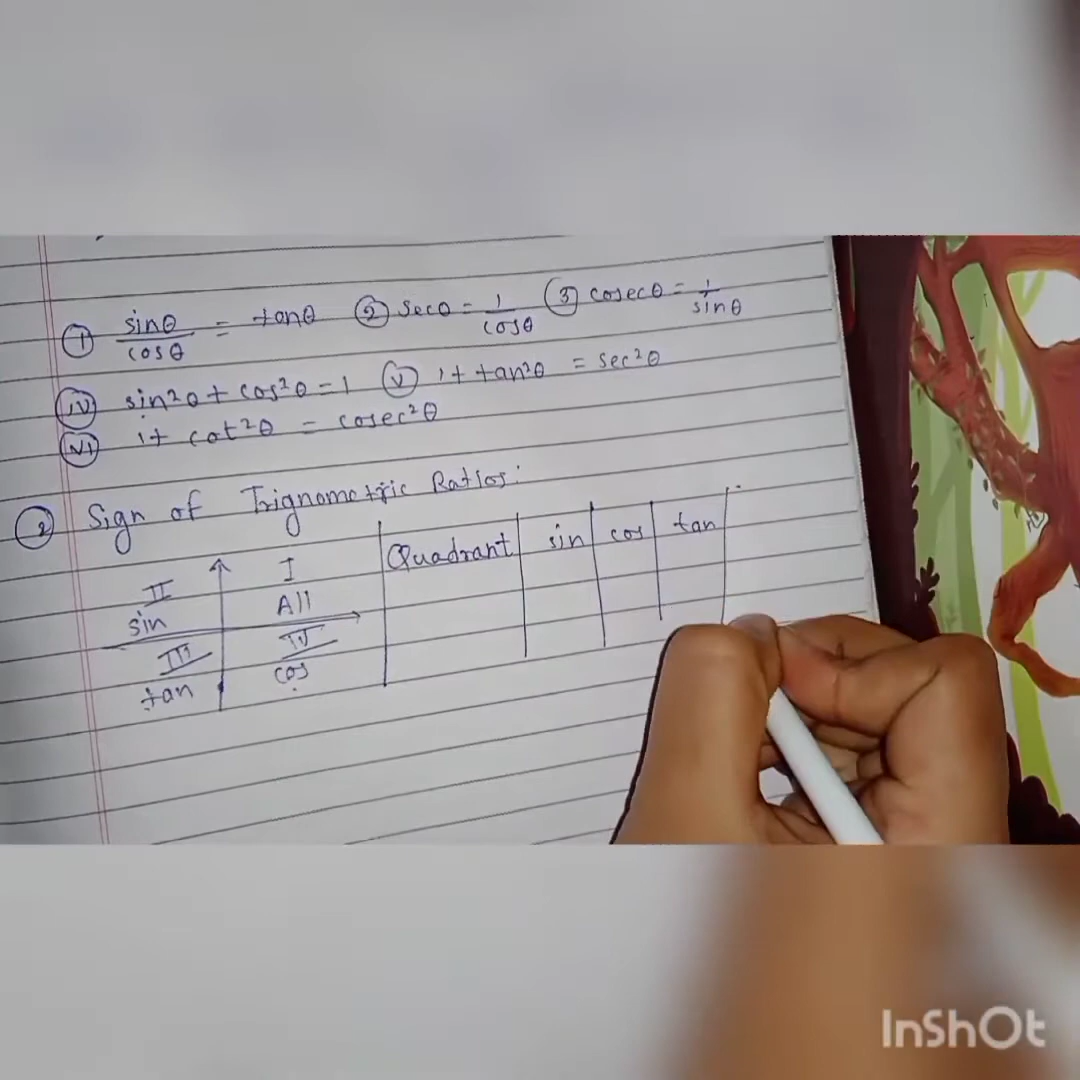 ① sinθ/cosθ = tanθ ② secθ = 1/cosθ ③ cosecθ = 1/sinθ
ⓘⓥ sin²θ + cos²θ = 1 ⓥ 1 + tan²θ = sec²θ
ⓥⓘ 1 + cot²θ = cosec²θ
② Sign of Trignometric Ratios:
II I Quadrant sin cos tan
sin All
III IV
tan cos
InShOt